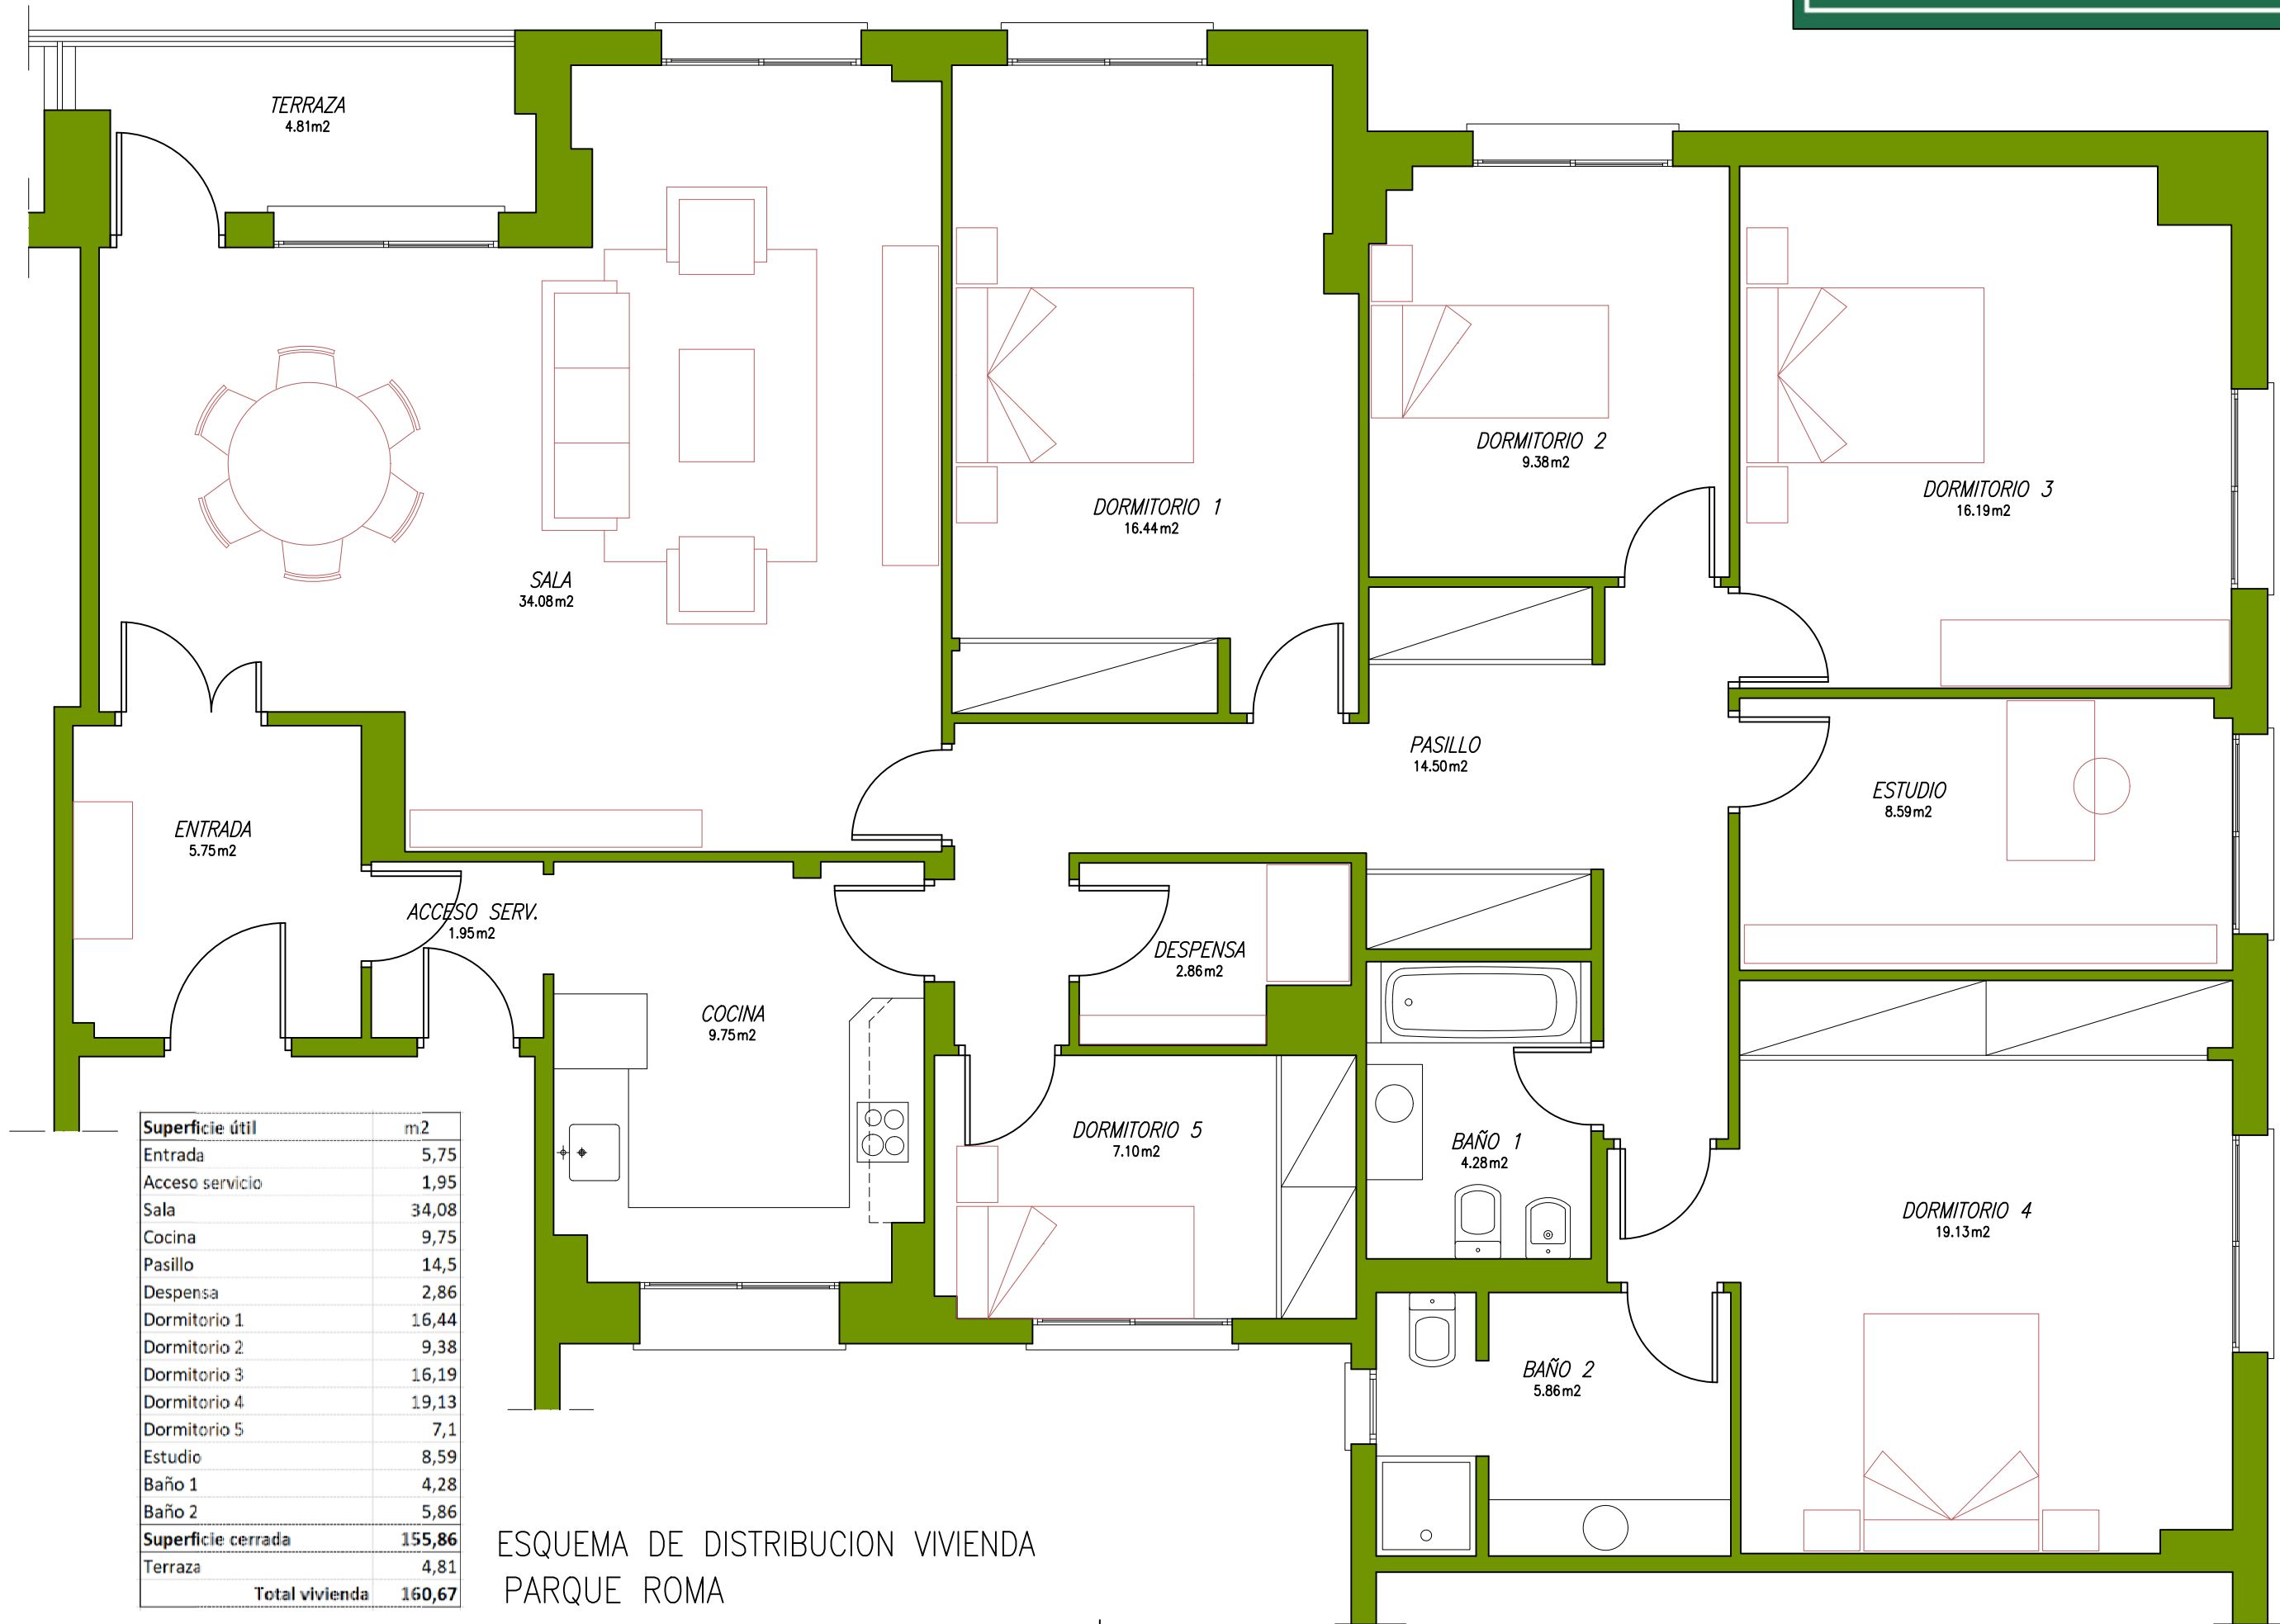 TERRAZA
4.81m2
DORMITORIO 2
9.38m2
DORMITORIO 3
16.19m2
DORMITORIO 1
16.44m2
SALA
34.08m2
PASILLO
14.50m2
ESTUDIO
8.59m2
ENTRADA
5.75m2
ACCESO SERV.
1.95m2
DESPENSA
2.86m2
COCINA
9.75m2
DORMITORIO 5
7.10m2
BAÑO 1
4.28m2
DORMITORIO 4
19.13m2
BAÑO 2
5.86m2
Superficie útil m2
Entrada 5,75
Acceso servicio 1,95
Sala 34,08
Cocina 9,75
Pasillo 14,5
Despensa 2,86
Dormitorio 1 16,44
Dormitorio 2 9,38
Dormitorio 3 16,19
Dormitorio 4 19,13
Dormitorio 5 7,1
Estudio 8,59
Baño 1 4,28
Baño 2 5,86
Superficie cerrada 155,86
Terraza 4,81
Total vivienda 160,67
ESQUEMA DE DISTRIBUCION VIVIENDA
PARQUE ROMA